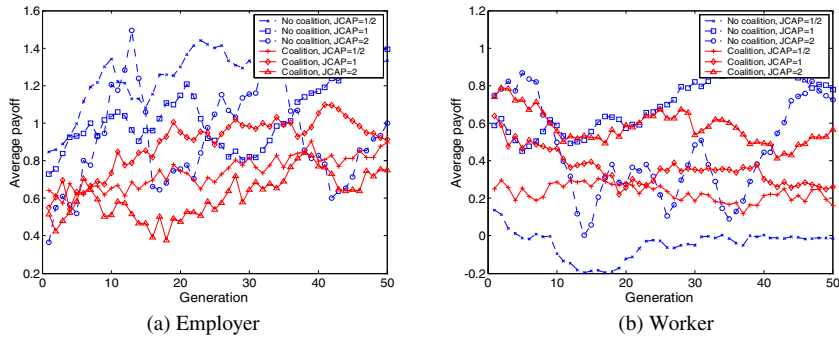 1.6
1.4
1.2
1
0.8
0.6
0.4
0.2
Average payoff
0 10 20 30 40 50
Generation
No coalition, JCAP=1/2
No coalition, JCAP=1
No coalition, JCAP=2
Coalition, JCAP=1/2
Coalition, JCAP=1
Coalition, JCAP=2
(a) Employer
1.2
1
0.8
0.6
0.4
0.2
0
-0.2
Average payoff
0 10 20 30 40 50
Generation
No coalition, JCAP=1/2
No coalition, JCAP=1
No coalition, JCAP=2
Coalition, JCAP=1/2
Coalition, JCAP=1
Coalition, JCAP=2
(b) Worker